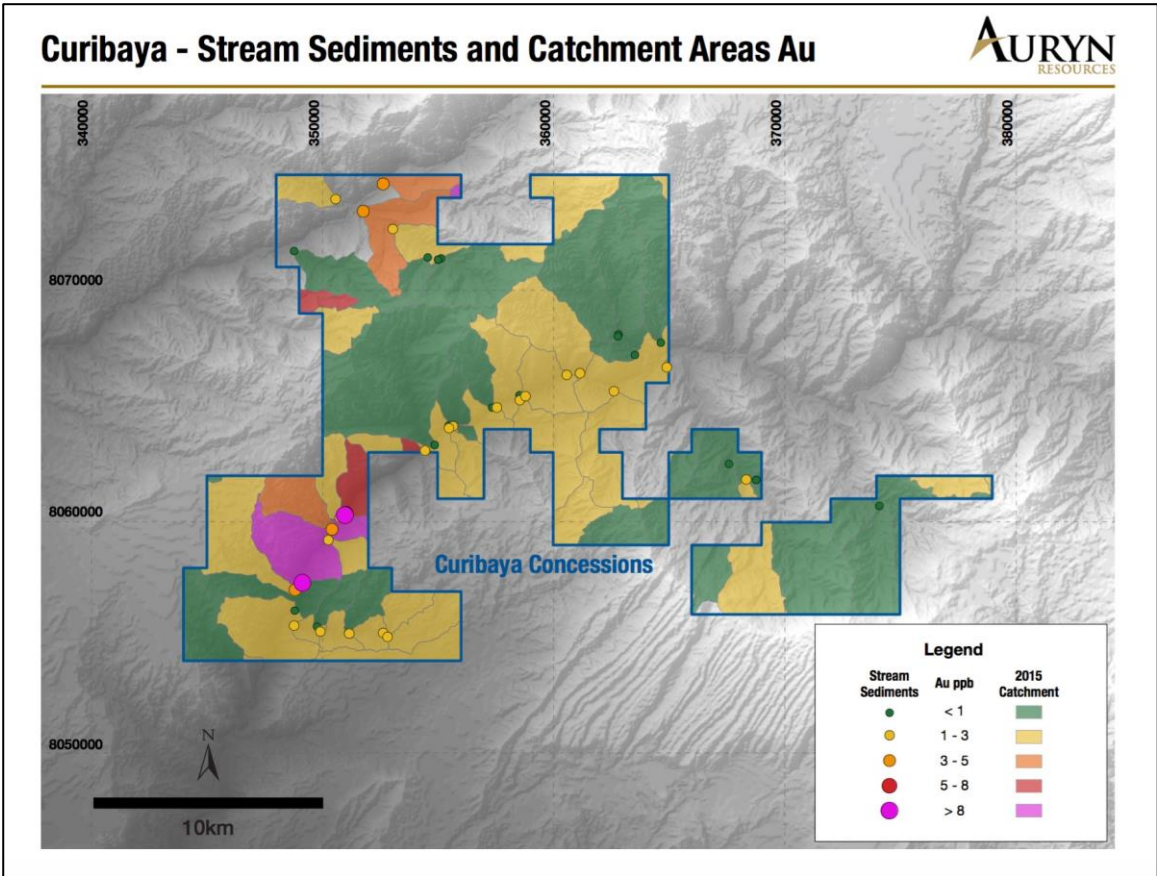 Curibaya - Stream Sediments and Catchment Areas Au
AURYN
RESOURCES
340000
350000
360000
370000
380000
8070000
8060000
8050000
Curibaya Concessions
N
10km
Legend
Stream
Sediments
Au ppb
2015
Catchment
< 1
1 - 3
3 - 5
5 - 8
> 8